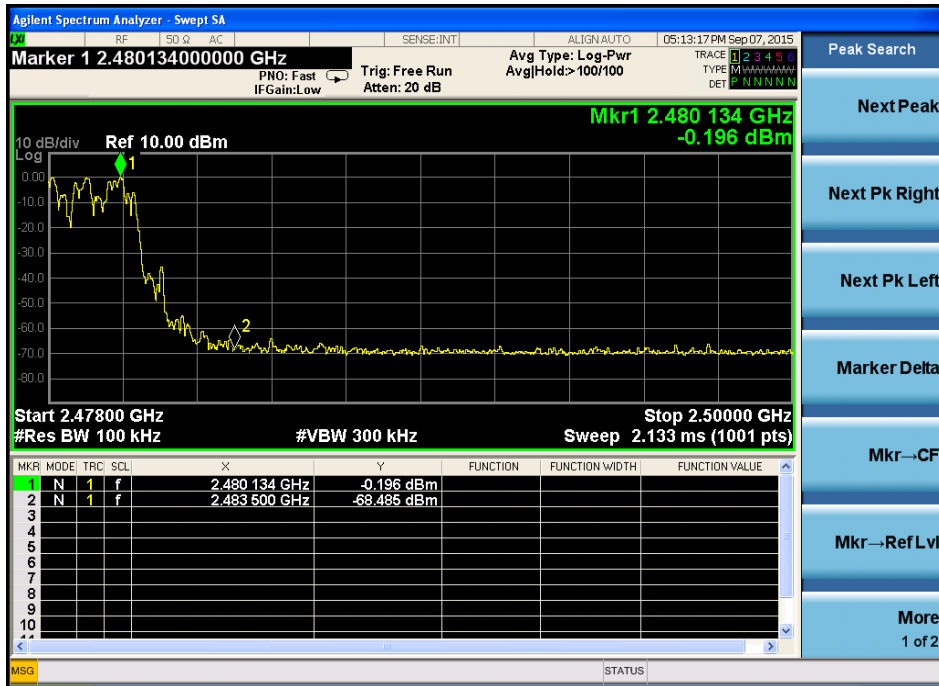 Agilent Spectrum Analyzer - Swept SA
LXI RF 50 Ω AC SENSE:INT ALIGN AUTO 05:13:17 PM Sep 07, 2015
Marker 1 2.480134000000 GHz
PNO: Fast
IFGain:Low
Trig: Free Run
Atten: 20 dB
Avg Type: Log-Pwr
Avg|Hold:>100/100
TRACE 1 2 3 4 5 6
TYPE M W W W W W
DET P N N N N N
Mkr1 2.480 134 GHz
-0.196 dBm
10 dB/div Ref 10.00 dBm
Log
1
0.00
-10.0
-20.0
-30.0
-40.0
-50.0
-60.0
2
-70.0
-80.0
Start 2.47800 GHz Stop 2.50000 GHz
#Res BW 100 kHz #VBW 300 kHz Sweep 2.133 ms (1001 pts)
MKR MODE TRC SCL X Y FUNCTION FUNCTION WIDTH FUNCTION VALUE
1 N 1 f 2.480 134 GHz -0.196 dBm
2 N 1 f 2.483 500 GHz -68.485 dBm
3
4
5
6
7
8
9
10
11
MSG STATUS
Peak Search
Next Peak
Next Pk Right
Next Pk Left
Marker Delta
Mkr→CF
Mkr→Ref Lvl
More
1 of 2